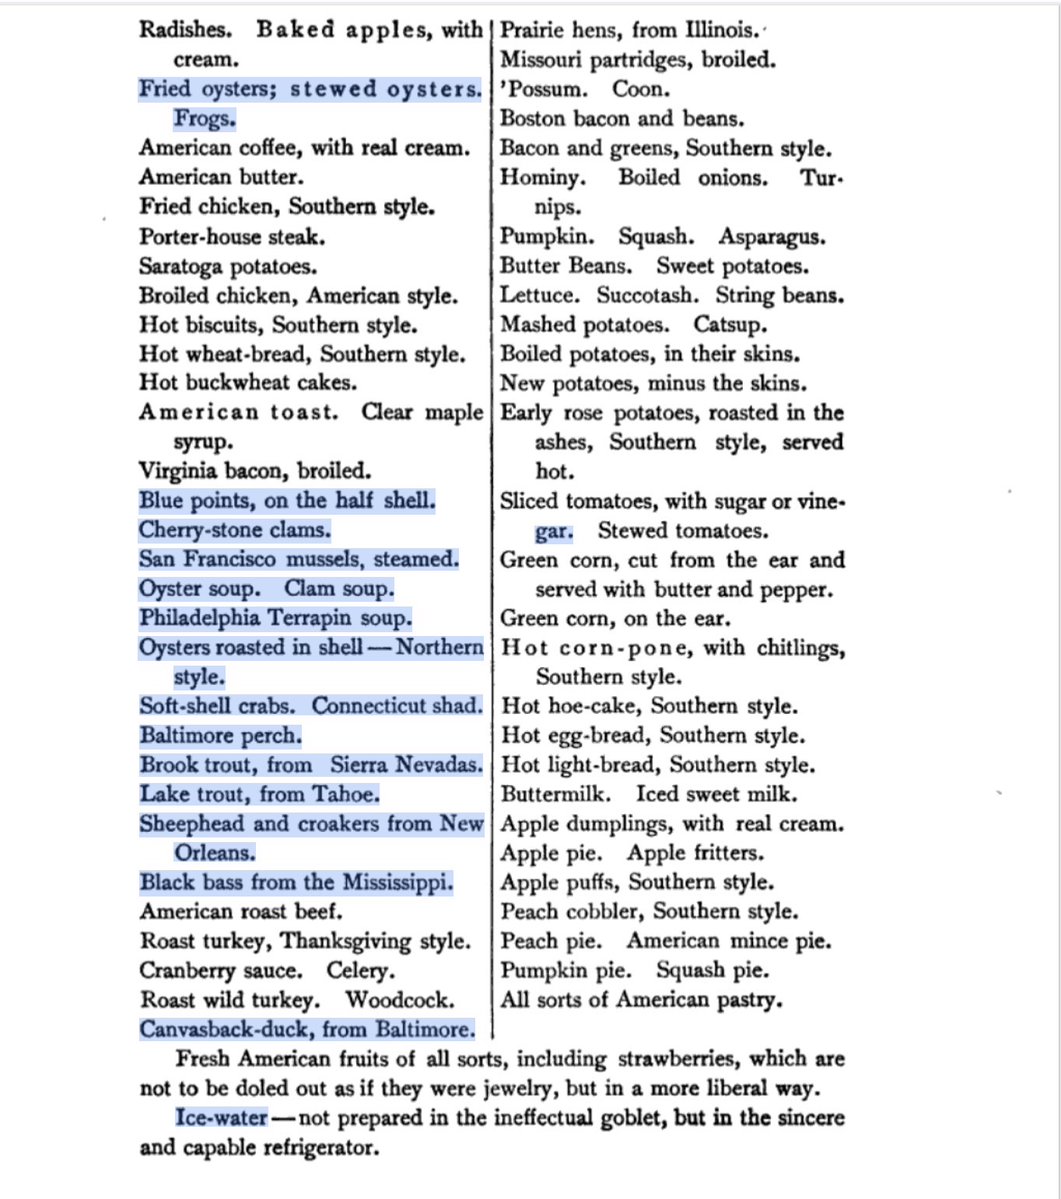 Radishes. Baked apples, with
cream.
Fried oysters; stewed oysters.
Frogs.
American coffee, with real cream.
American butter.
Fried chicken, Southern style.
Porter-house steak.
Saratoga potatoes.
Broiled chicken, American style.
Hot biscuits, Southern style.
Hot wheat-bread, Southern style.
Hot buckwheat cakes.
American toast. Clear maple
syrup.
Virginia bacon, broiled.
Blue points, on the half shell.
Cherry-stone clams.
San Francisco mussels, steamed.
Oyster soup. Clam soup.
Philadelphia Terrapin soup.
Oysters roasted in shell — Northern
style.
Soft-shell crabs. Connecticut shad.
Baltimore perch.
Brook trout, from Sierra Nevadas.
Lake trout, from Tahoe.
Sheephead and croakers from New
Orleans.
Black bass from the Mississippi.
American roast beef.
Roast turkey, Thanksgiving style.
Cranberry sauce. Celery.
Roast wild turkey. Woodcock.
Canvasback-duck, from Baltimore.
Prairie hens, from Illinois.
Missouri partridges, broiled.
'Possum. Coon.
Boston bacon and beans.
Bacon and greens, Southern style.
Hominy. Boiled onions. Tur-
nips.
Pumpkin. Squash. Asparagus.
Butter Beans. Sweet potatoes.
Lettuce. Succotash. String beans.
Mashed potatoes. Catsup.
Boiled potatoes, in their skins.
New potatoes, minus the skins.
Early rose potatoes, roasted in the
ashes, Southern style, served
hot.
Sliced tomatoes, with sugar or vine-
gar. Stewed tomatoes.
Green corn, cut from the ear and
served with butter and pepper.
Green corn, on the ear.
Hot corn-pone, with chitlings,
Southern style.
Hot hoe-cake, Southern style.
Hot egg-bread, Southern style.
Hot light-bread, Southern style.
Buttermilk. Iced sweet milk.
Apple dumplings, with real cream.
Apple pie. Apple fritters.
Apple puffs, Southern style.
Peach cobbler, Southern style.
Peach pie. American mince pie.
Pumpkin pie. Squash pie.
All sorts of American pastry.
Fresh American fruits of all sorts, including strawberries, which are
not to be doled out as if they were jewelry, but in a more liberal way.
Ice-water — not prepared in the ineffectual goblet, but in the sincere
and capable refrigerator.